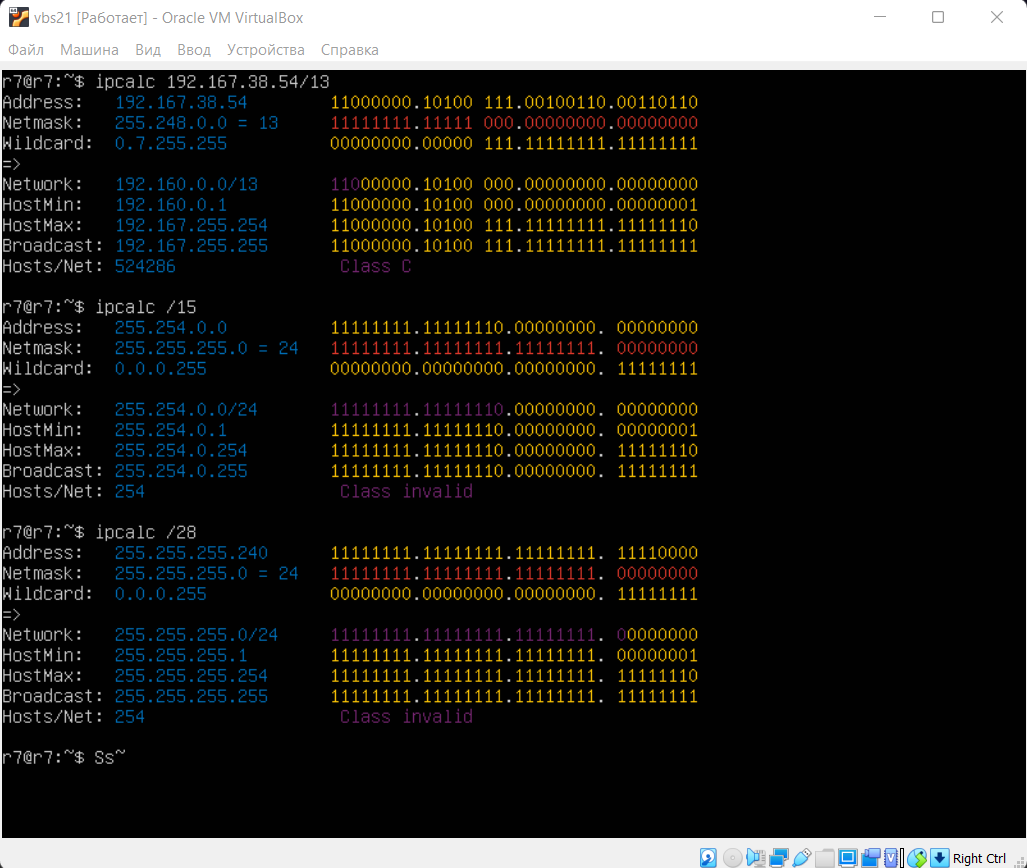 vbs21 [Работает] - Oracle VM VirtualBox
Файл Машина Вид Ввод Устройства Справка
r7@r7:~$ ipcalc 192.167.38.54/13
Address: 192.167.38.54 11000000.10100 111.00100110.00110110
Netmask: 255.248.0.0 = 13 11111111.11111 000.00000000.00000000
Wildcard: 0.7.255.255 00000000.00000 111.11111111.11111111
=>
Network: 192.160.0.0/13 11000000.10100 000.00000000.00000000
HostMin: 192.160.0.1 11000000.10100 000.00000000.00000001
HostMax: 192.167.255.254 11000000.10100 111.11111111.11111110
Broadcast: 192.167.255.255 11000000.10100 111.11111111.11111111
Hosts/Net: 524286 Class C
r7@r7:~$ ipcalc /15
Address: 255.254.0.0 11111111.11111110.00000000. 00000000
Netmask: 255.255.255.0 = 24 11111111.11111111.11111111. 00000000
Wildcard: 0.0.0.255 00000000.00000000.00000000. 11111111
=>
Network: 255.254.0.0/24 11111111.11111110.00000000. 00000000
HostMin: 255.254.0.1 11111111.11111110.00000000. 00000001
HostMax: 255.254.0.254 11111111.11111110.00000000. 11111110
Broadcast: 255.254.0.255 11111111.11111110.00000000. 11111111
Hosts/Net: 254 Class invalid
r7@r7:~$ ipcalc /28
Address: 255.255.255.240 11111111.11111111.11111111. 11110000
Netmask: 255.255.255.0 = 24 11111111.11111111.11111111. 00000000
Wildcard: 0.0.0.255 00000000.00000000.00000000. 11111111
=>
Network: 255.255.255.0/24 11111111.11111111.11111111. 00000000
HostMin: 255.255.255.1 11111111.11111111.11111111. 00000001
HostMax: 255.255.255.254 11111111.11111111.11111111. 11111110
Broadcast: 255.255.255.255 11111111.11111111.11111111. 11111111
Hosts/Net: 254 Class invalid
r7@r7:~$ Ss~
Right Ctrl